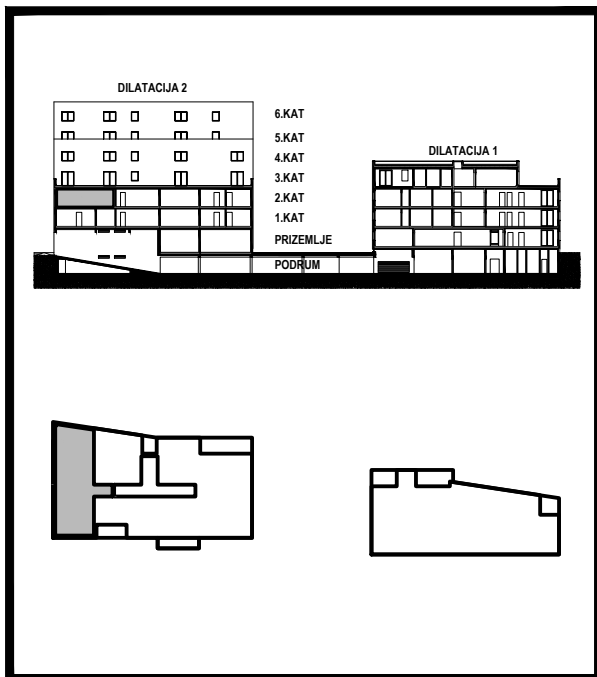 DILATACIJA 2
6.KAT
5.KAT
4.KAT
3.KAT
2.KAT
1.KAT
PRIZEMLJE
PODRUM
DILATACIJA 1